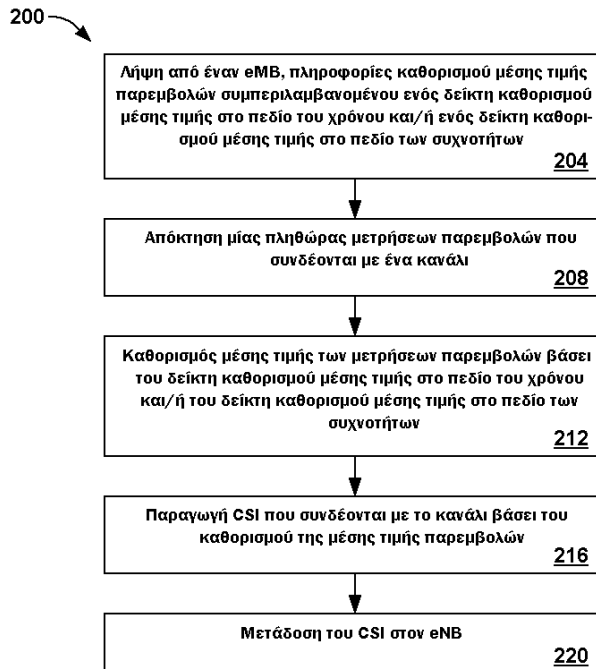 200
Λήψη από έναν eMB, πληροφορίες καθορισμού μέσης τιμής
παρεμβολών συμπεριλαμβανομένου ενός δείκτη καθορισμού
μέσης τιμής στο πεδίο του χρόνου και/ή ενός δείκτη καθορι-
σμού μέσης τιμής στο πεδίο των συχνοτήτων
204
Απόκτηση μίας πληθώρας μετρήσεων παρεμβολών που
συνδέονται με ένα κανάλι
208
Καθορισμός μέσης τιμής των μετρήσεων παρεμβολών βάσει
του δείκτη καθορισμού μέσης τιμής στο πεδίο του χρόνου
και/ή του δείκτη καθορισμού μέσης τιμής στο πεδίο των
συχνοτήτων
212
Παραγωγή CSI που συνδέονται με το κανάλι βάσει του
καθορισμού της μέσης τιμής παρεμβολών
216
Μετάδοση του CSI στον eNB
220